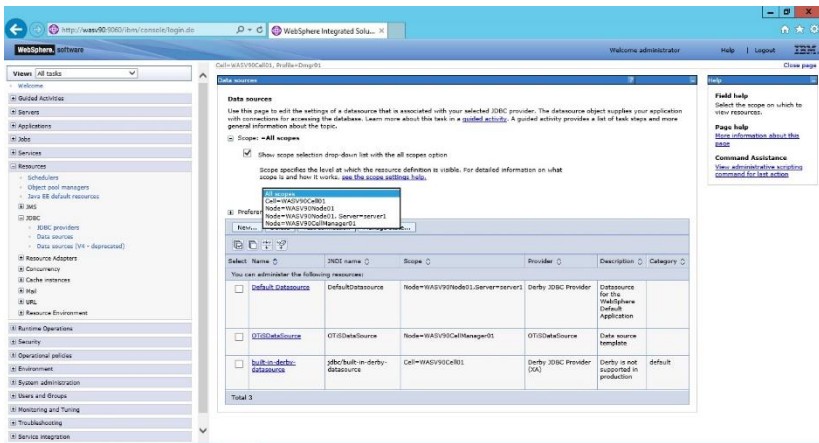 http://wasv90:9060/ibm/console/login.do
WebSphere Integrated Solu...
WebSphere. software
Welcome administrator
Help | Logout
IBM
Cell=WASV90Cell01, Profile=Dmgr01
Close page
View: All tasks
Welcome
Guided Activities
Servers
Applications
Jobs
Services
Resources
Schedulers
Object pool managers
Java EE default resources
JMS
JDBC
JDBC providers
Data sources
Data sources (V4 - deprecated)
Resource Adapters
Concurrency
Cache instances
Mail
URL
Resource Environment
Runtime Operations
Security
Operational policies
Environment
System administration
Users and Groups
Monitoring and Tuning
Troubleshooting
Service integration
Data sources
Data sources
Use this page to edit the settings of a datasource that is associated with your selected JDBC provider. The datasource object supplies your application
with connections for accessing the database. Learn more about this task in a guided activity. A guided activity provides a list of task steps and more
general information about the topic.
Scope: =All scopes
Show scope selection drop-down list with the all scopes option
Scope specifies the level at which the resource definition is visible. For detailed information on what
scope is and how it works, see the scope settings help.
All scopes
Cell=WASV90Cell01
Node=WASV90Node01
Node=WASV90Node01, Server=server1
Node=WASV90CellManager01
New...
Select Name JNDI name Scope Provider Description Category
You can administer the following resources:
Default Datasource DefaultDatasource Node=WASV90Node01,Server=server1 Derby JDBC Provider Datasource
for the
WebSphere
Default
Application
OTiSDataSource OTiSDataSource Node=WASV90CellManager01 OTiSDataSource Data source
template
built-in-derby- jdbc/built-in-derby- Cell=WASV90Cell01 Derby JDBC Provider Derby is not default
datasource datasource (XA) supported in
production
Total 3
Help
Field help
Select the scope on which to
view resources.
Page help
More information about this
page
Command Assistance
View administrative scripting
command for last action